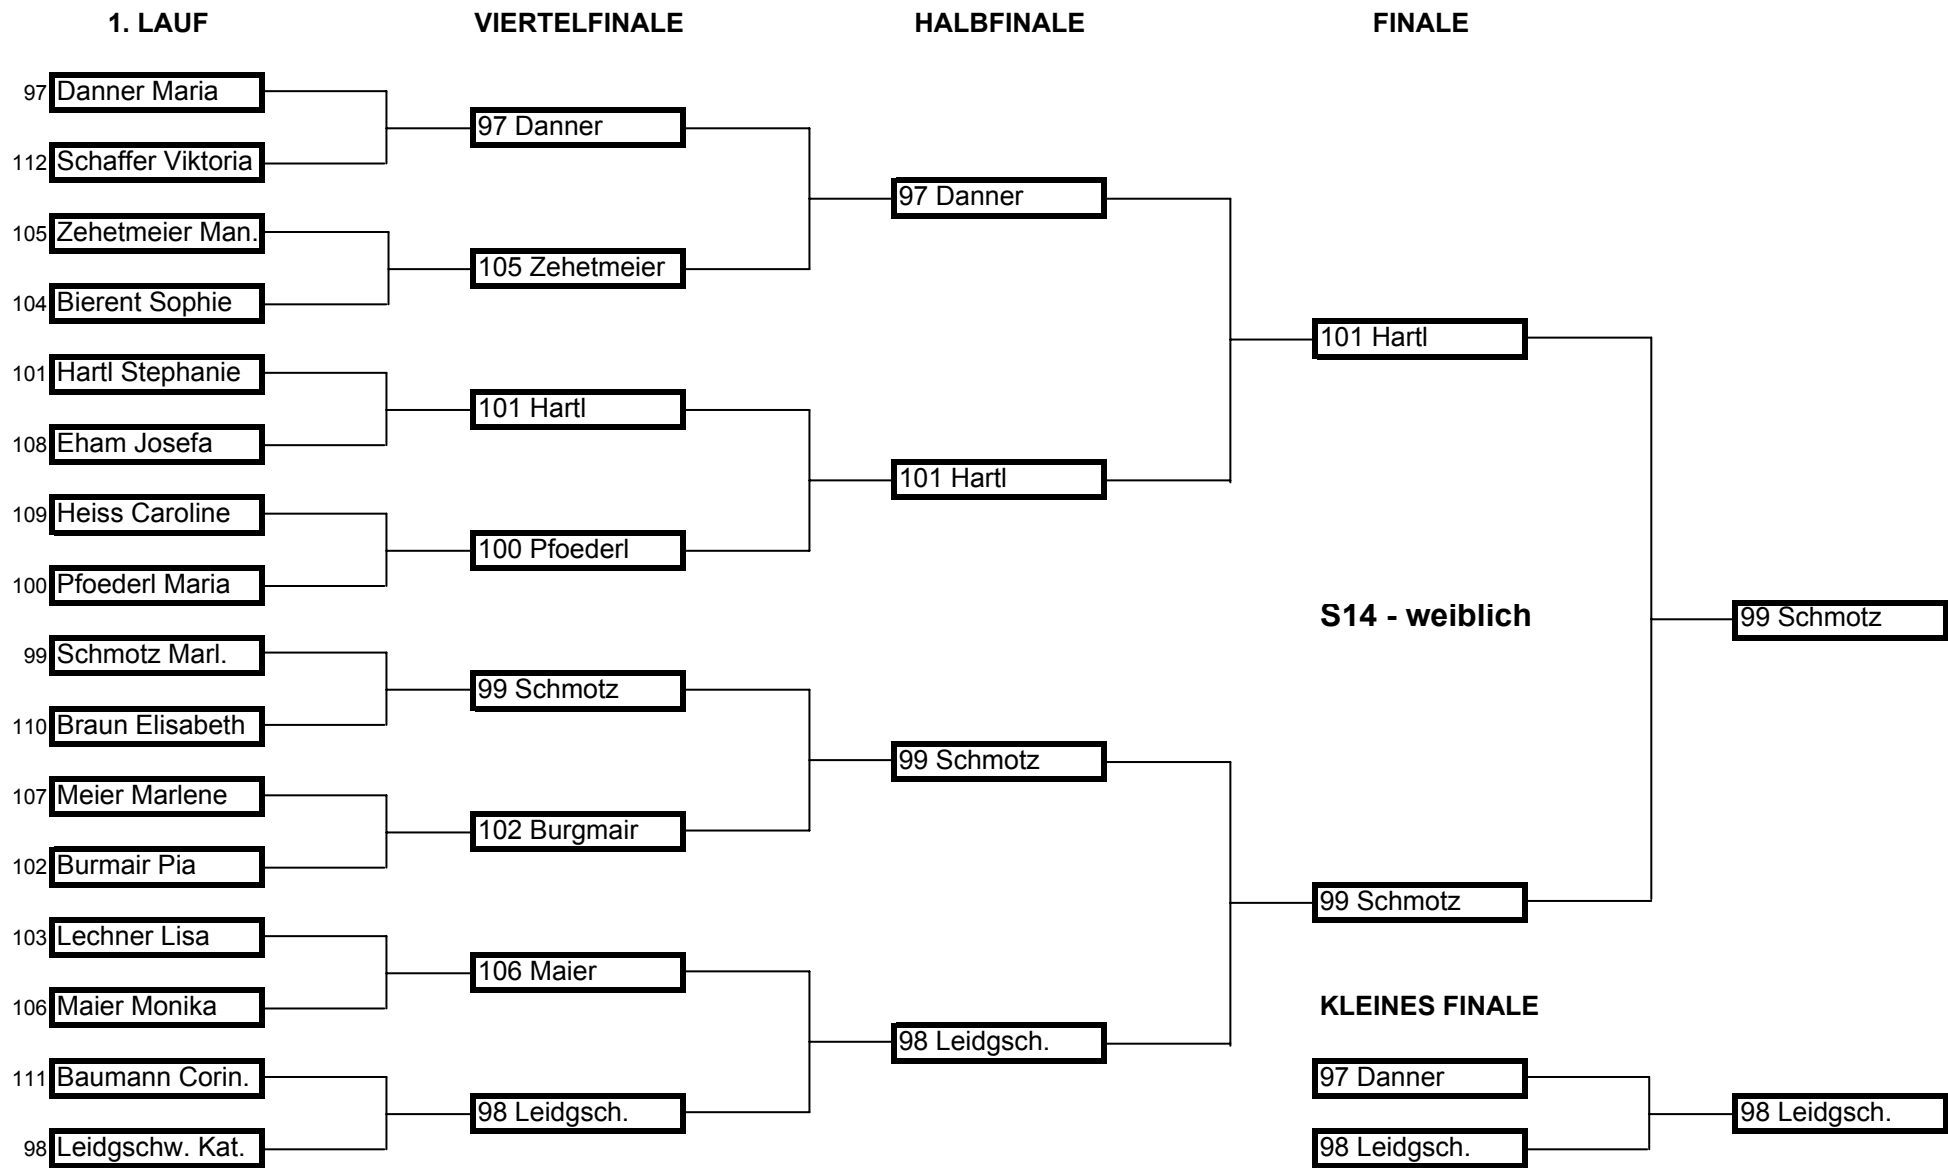 1. LAUF VIERTELFINALE HALBFINALE FINALE
97 Danner Maria
97 Danner
112 Schaffer Viktoria
97 Danner
105 Zehetmeier Man.
105 Zehetmeier
104 Bierent Sophie
101 Hartl
101 Hartl Stephanie
101 Hartl
108 Eham Josefa
101 Hartl
109 Heiss Caroline
100 Pfoederl
100 Pfoederl Maria
S14 - weiblich
99 Schmotz
99 Schmotz Marl.
99 Schmotz
110 Braun Elisabeth
99 Schmotz
107 Meier Marlene
102 Burgmair
102 Burmair Pia
99 Schmotz
103 Lechner Lisa
106 Maier
106 Maier Monika
KLEINES FINALE
98 Leidgsch.
111 Baumann Corin.
97 Danner
98 Leidgsch.
98 Leidgsch.
98 Leidgschw. Kat.
98 Leidgsch.